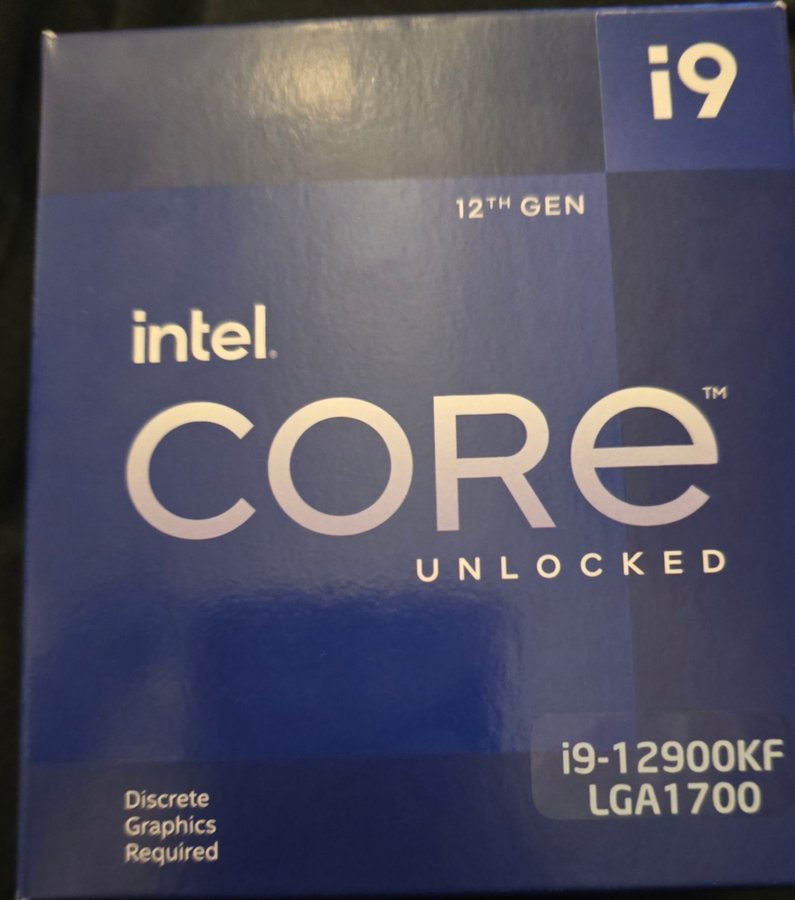 i9
12TH GEN
intel.
CORe™
UNLOCKED
i9-12900KF
LGA1700
Discrete
Graphics
Required